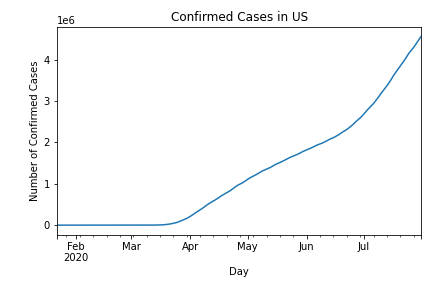 Confirmed Cases in US
1e6
4
3
2
1
0
Number of Confirmed Cases
Feb Mar Apr May Jun Jul
2020
Day